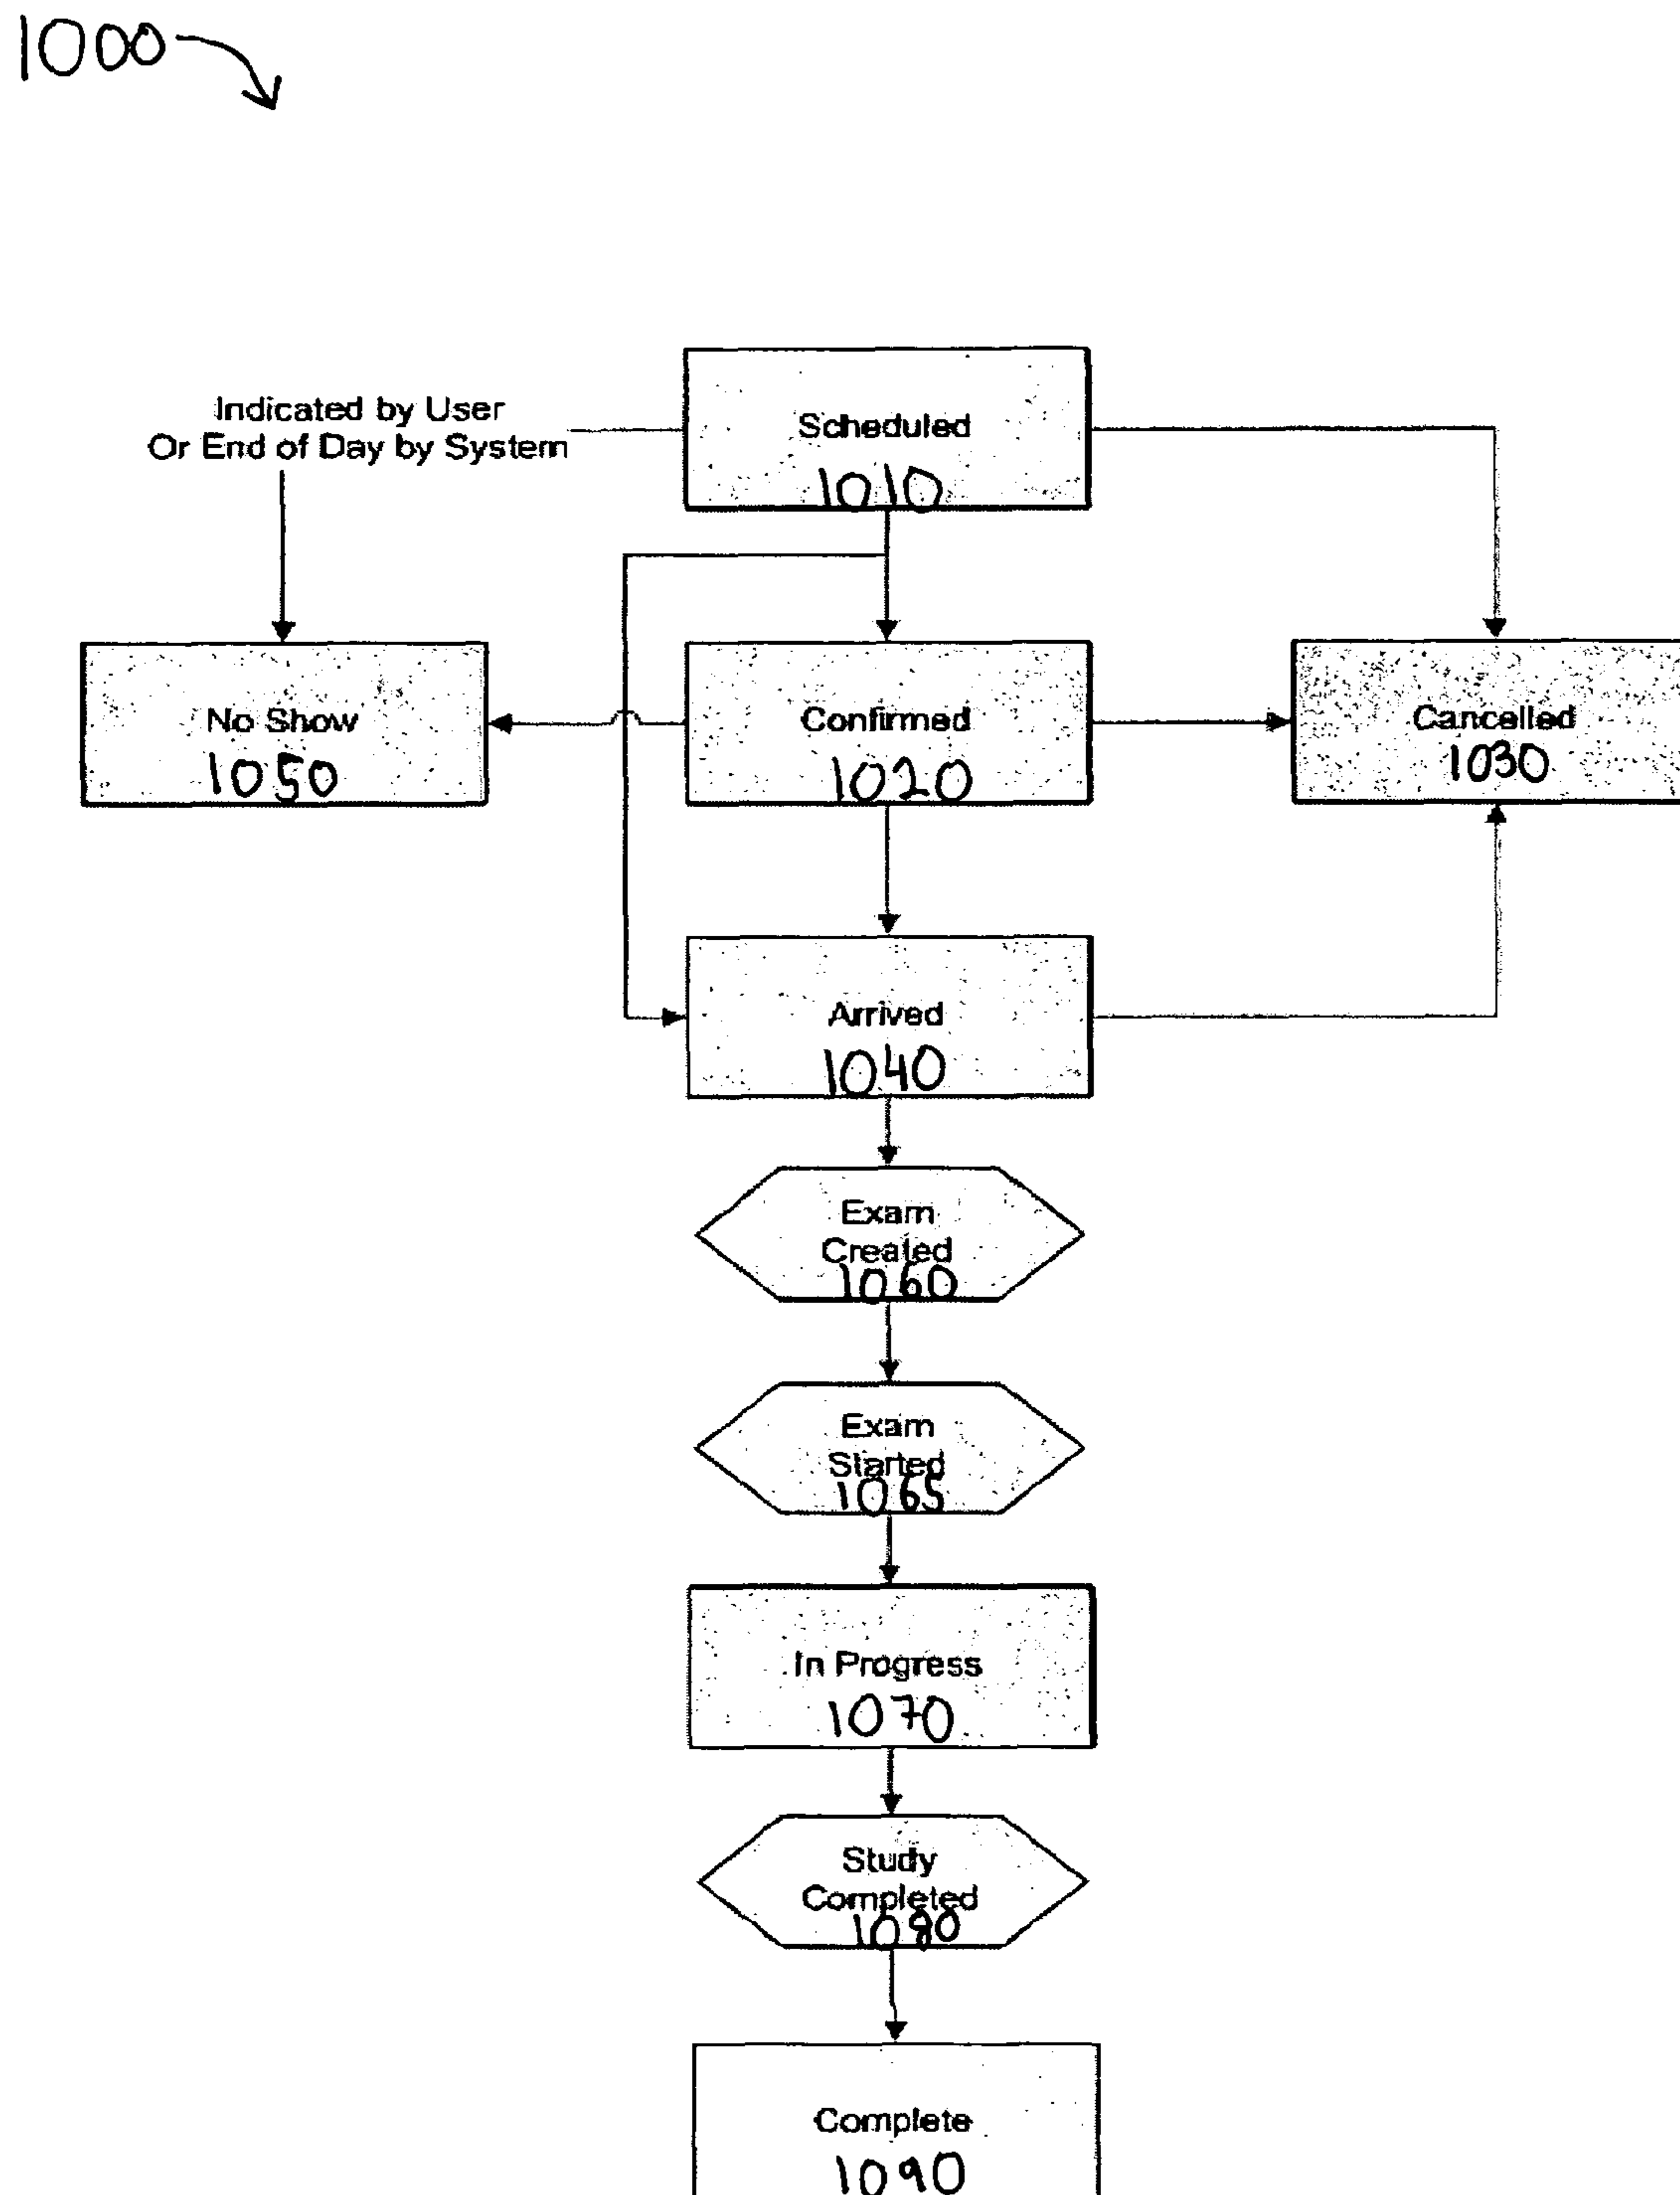 1000
Indicated by User
Or End of Day by System
Scheduled
1010
No Show
1050
Confirmed
1020
Cancelled
1030
Arrived
1040
Exam
Created
1060
Exam
Started
1065
In Progress
1070
Study
Completed
1080
Complete
1090